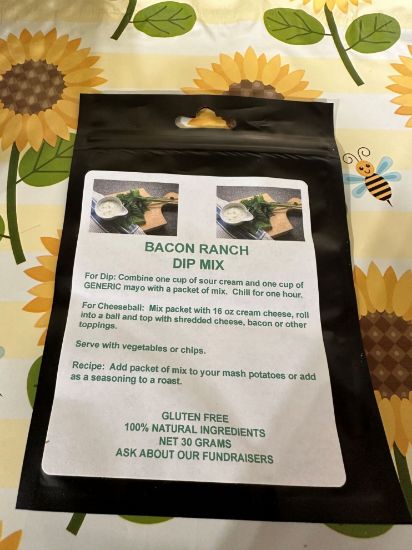 BACON RANCH
DIP MIX
For Dip: Combine one cup of sour cream and one cup of
GENERIC mayo with a packet of mix. Chill for one hour.
For Cheeseball: Mix packet with 16 oz cream cheese, roll
into a ball and top with shredded cheese, bacon or other
toppings.
Serve with vegetables or chips.
Recipe: Add packet of mix to your mash potatoes or add
as a seasoning to a roast.
GLUTEN FREE
100% NATURAL INGREDIENTS
NET 30 GRAMS
ASK ABOUT OUR FUNDRAISERS